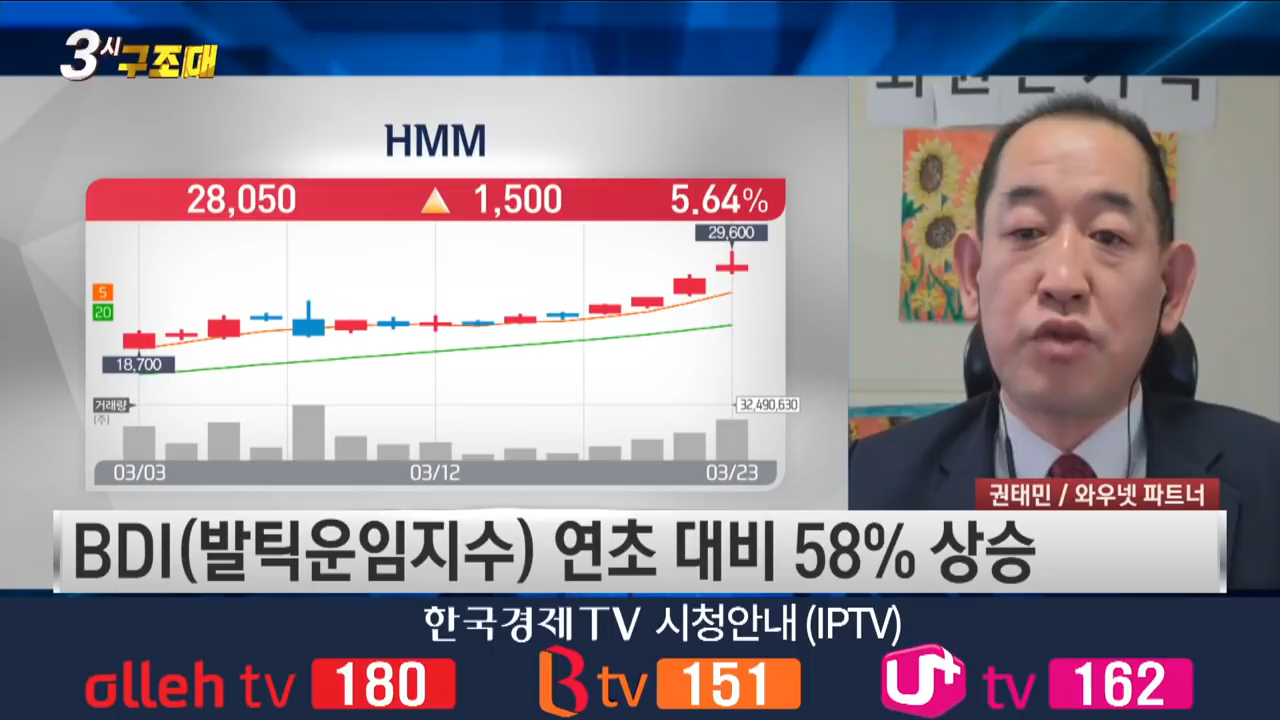 3시 구조대
HMM
28,050 ▲ 1,500 5.64%
29,600
5
20
18,700
거래량
(주)
32,490,630
03/03 03/12 03/23
권태민 / 와우넷 파트너
BDI(발틱운임지수) 연초 대비 58% 상승
한국경제TV 시청안내 (IPTV)
olleh tv 180 B tv 151 U+ tv 162